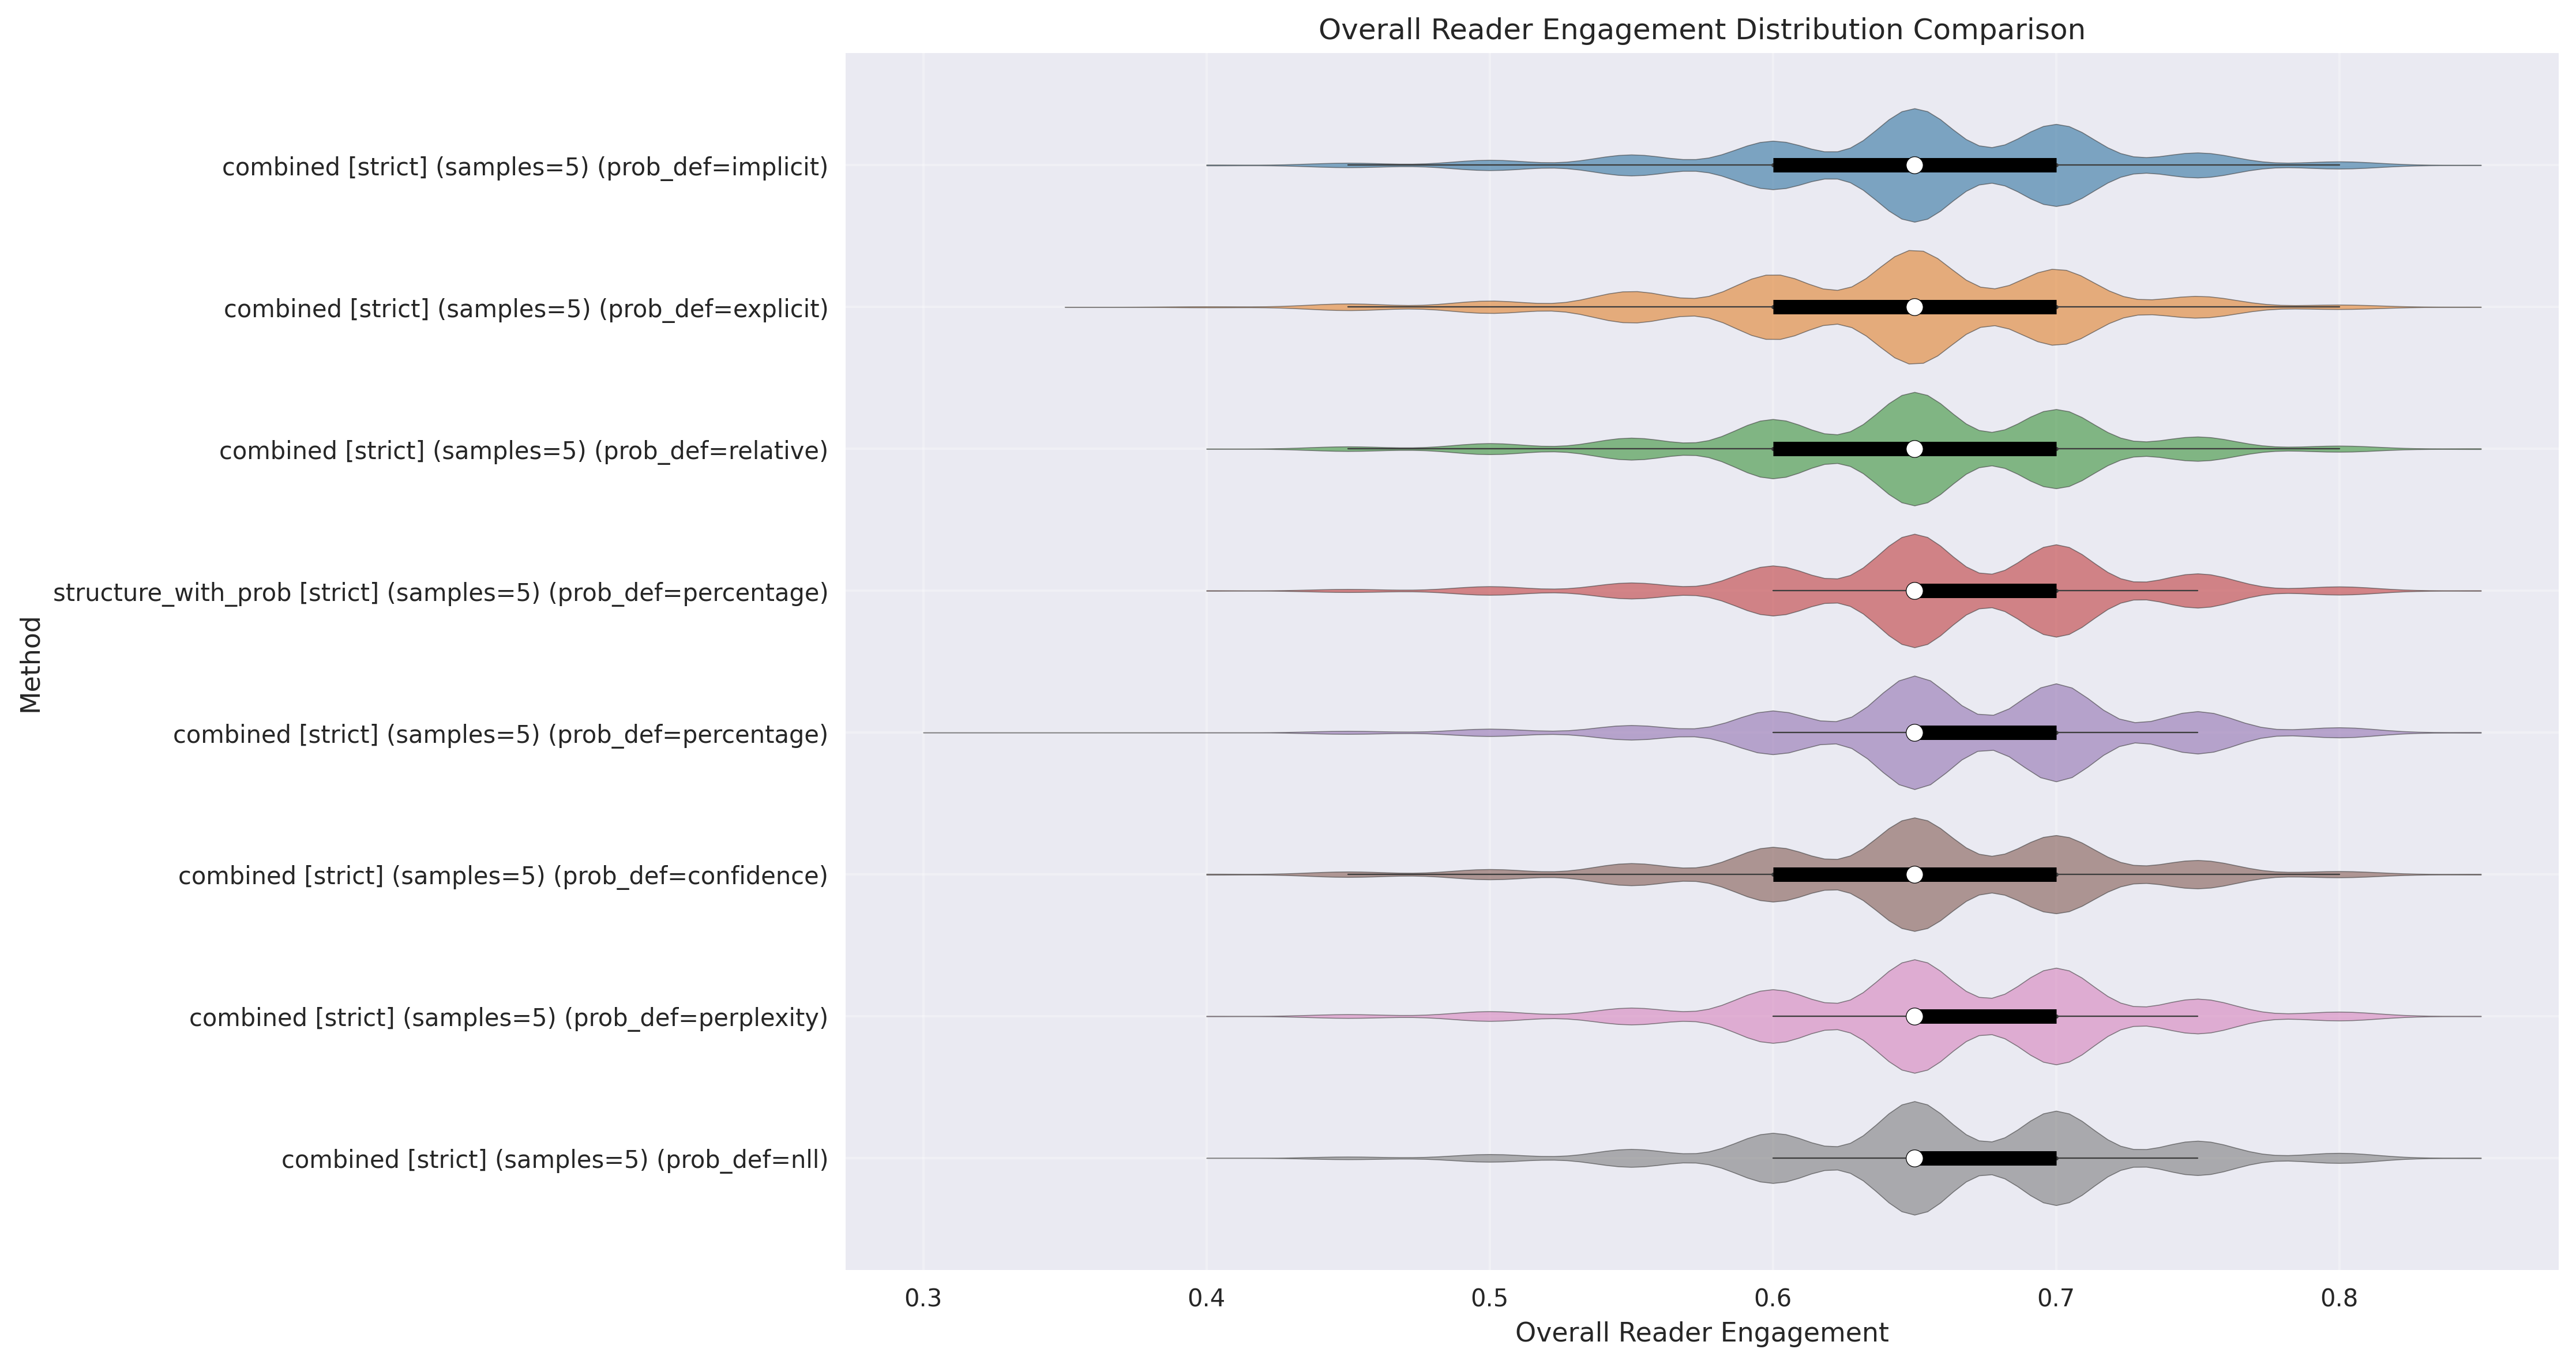 Overall Reader Engagement Distribution Comparison
Method
combined [strict] (samples=5) (prob_def=implicit)
combined [strict] (samples=5) (prob_def=explicit)
combined [strict] (samples=5) (prob_def=relative)
structure_with_prob [strict] (samples=5) (prob_def=percentage)
combined [strict] (samples=5) (prob_def=percentage)
combined [strict] (samples=5) (prob_def=confidence)
combined [strict] (samples=5) (prob_def=perplexity)
combined [strict] (samples=5) (prob_def=nll)
0.3 0.4 0.5 0.6 0.7 0.8
Overall Reader Engagement